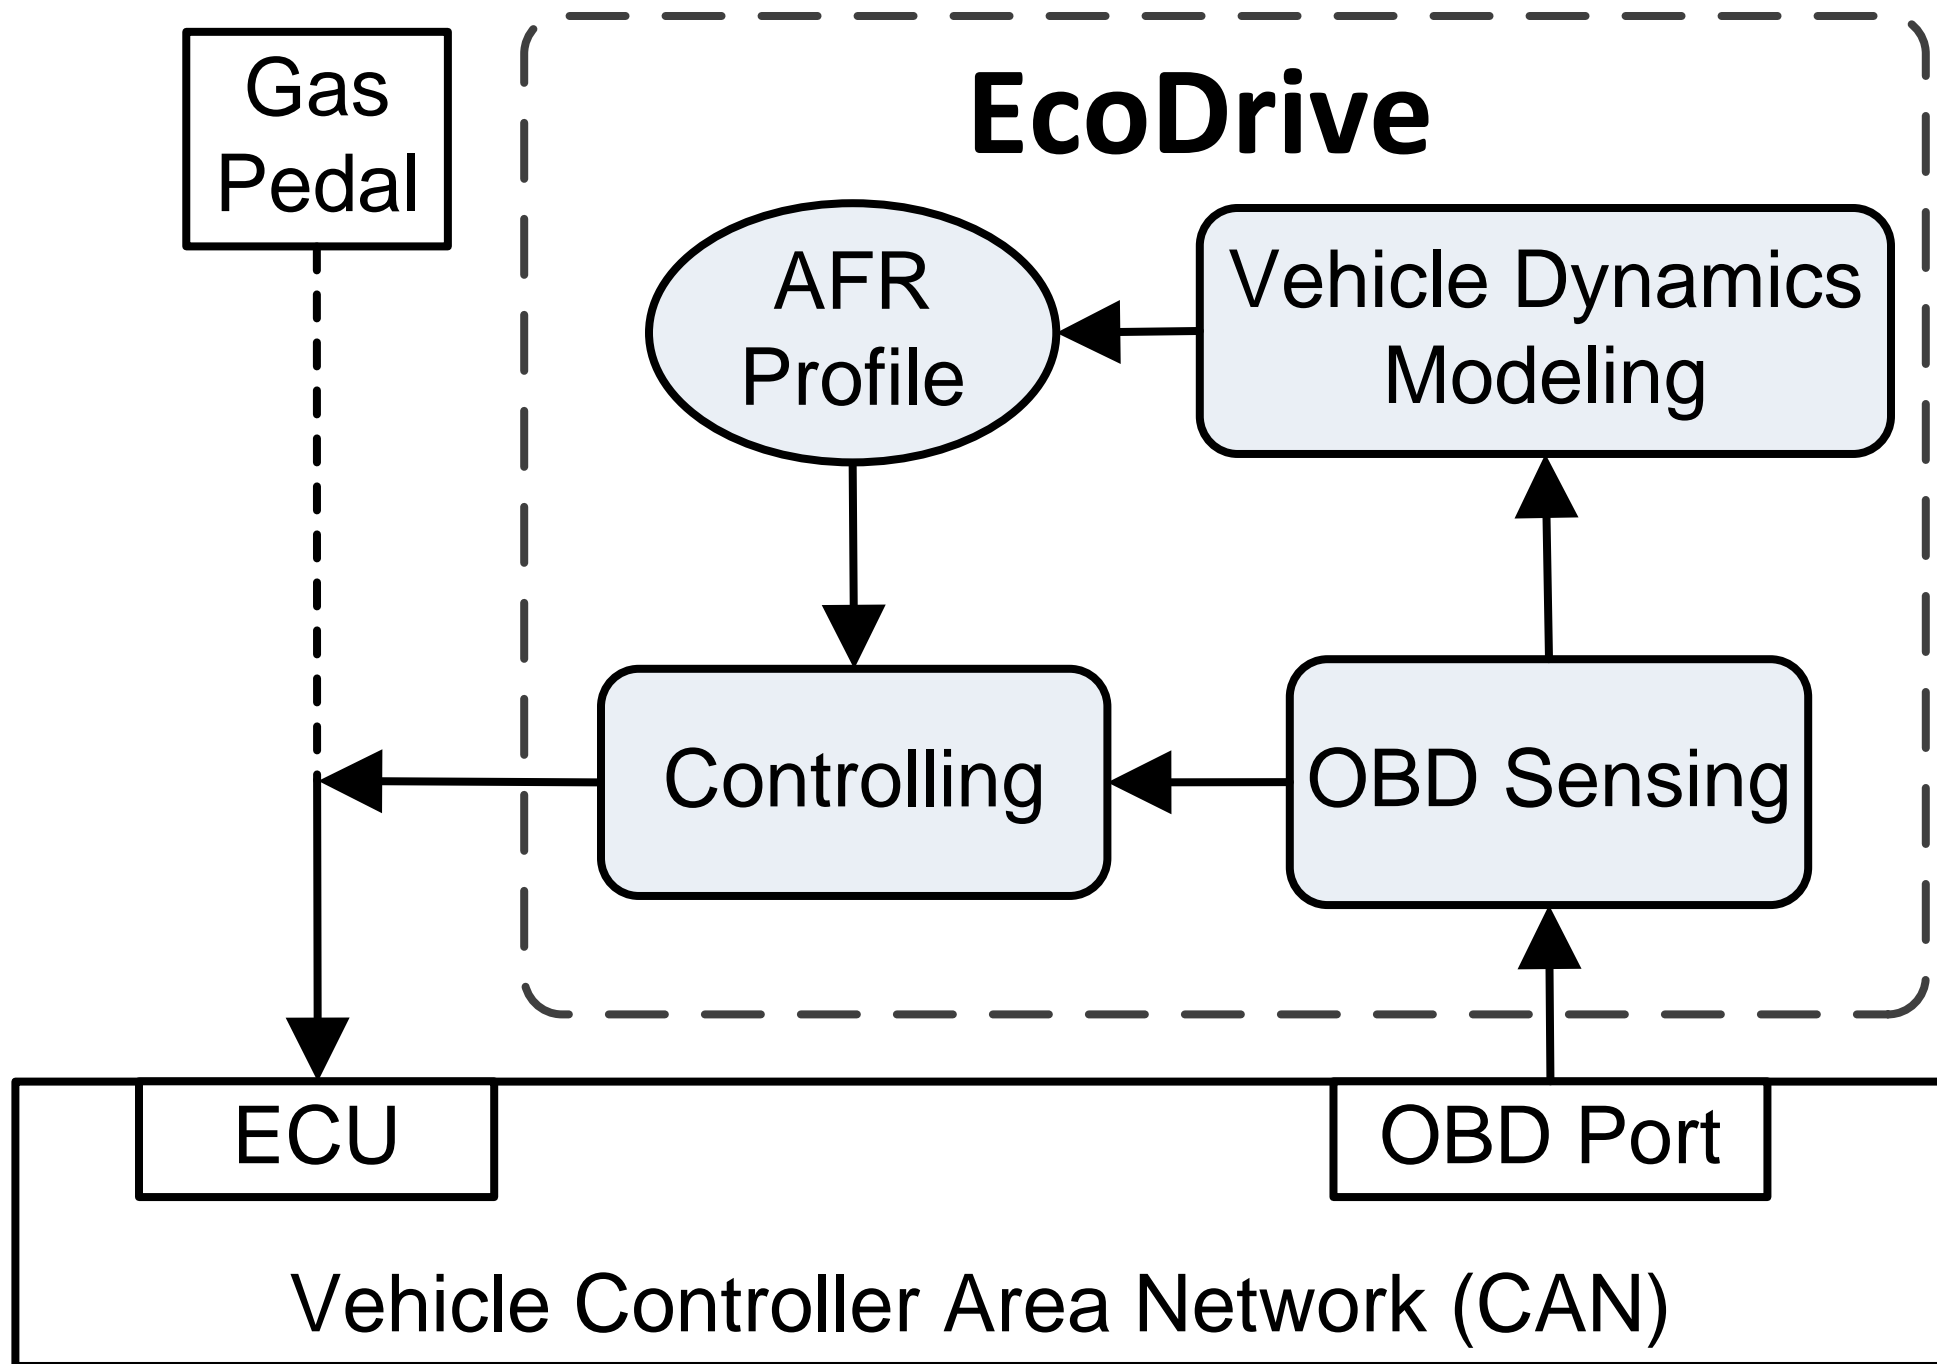 Gas
Pedal
EcoDrive
AFR
Profile
Vehicle Dynamics
Modeling
Controlling
OBD Sensing
ECU
OBD Port
Vehicle Controller Area Network (CAN)